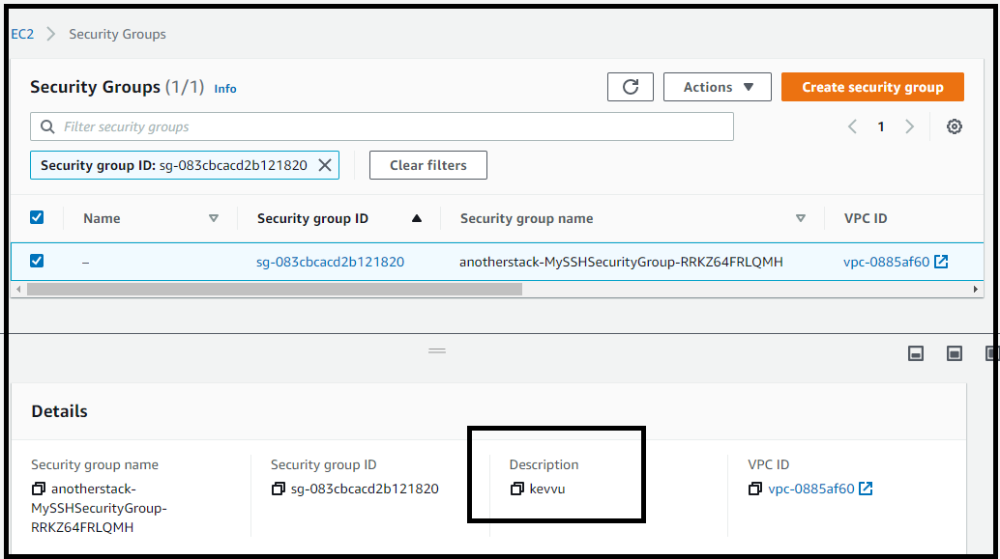 EC2 > Security Groups
Security Groups (1/1) Info
Actions
Create security group
Filter security groups
1
Security group ID: sg-083cbcacd2b121820
Clear filters
Name Security group ID Security group name VPC ID
– sg-083cbcacd2b121820 anotherstack-MySSHSecurityGroup-RRKZ64FRLQMH vpc-0885af60
Details
Security group name
anotherstack-
MySSHSecurityGroup-
RRKZ64FRLQMH
Security group ID
sg-083cbcacd2b121820
Description
kevvu
VPC ID
vpc-0885af60